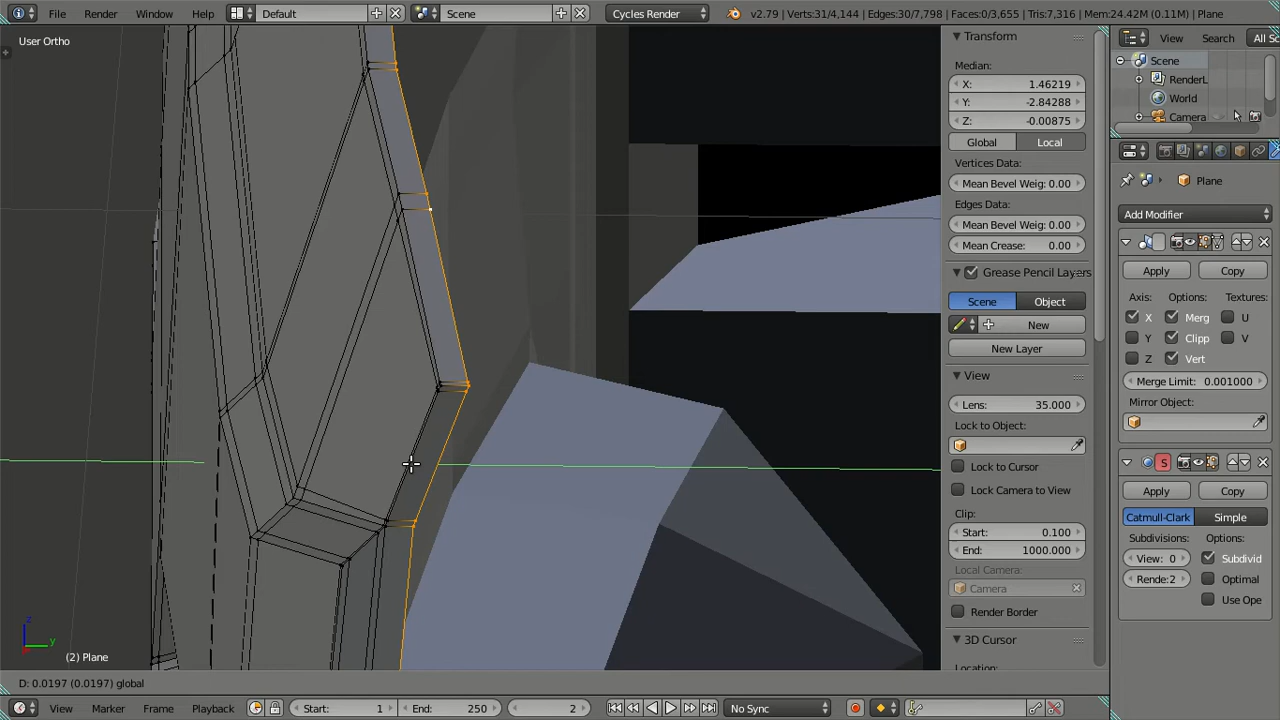 File Render Window Help Default Scene Cycles Render v2.79 | Verts:31/4,144 | Edges:30/7,798 | Faces:0/3,655 | Tris:7,316 | Mem:24.42M (0.11M) | Plane
User Ortho
Transform
Median:
X: 1.46219
Y: -2.84288
Z: -0.00875
Global Local
Vertices Data:
Mean Bevel Weig: 0.00
Edges Data:
Mean Bevel Weig: 0.00
Mean Crease: 0.00
Grease Pencil Layers
Scene Object
New
New Layer
View
Lens: 35.000
Lock to Object:
Lock to Cursor
Lock Camera to View
Clip:
Start: 0.100
End: 1000.000
Local Camera:
Camera
Render Border
3D Cursor
Location:
View Search All Sc
Scene
RenderL
World
Camera
Plane
Add Modifier
Apply Copy
Axis: Options: Textures:
X Merg U
Y Clipp V
Z Vert
Merge Limit: 0.001000
Mirror Object:
S
Apply Copy
Catmull-Clark Simple
Subdivisions: Options:
View: 0 Subdivid
Rende: 2 Optimal
Use Ope
z
y
(2) Plane
D: 0.0197 (0.0197) global
View Marker Frame Playback Start: 1 End: 250 2 No Sync